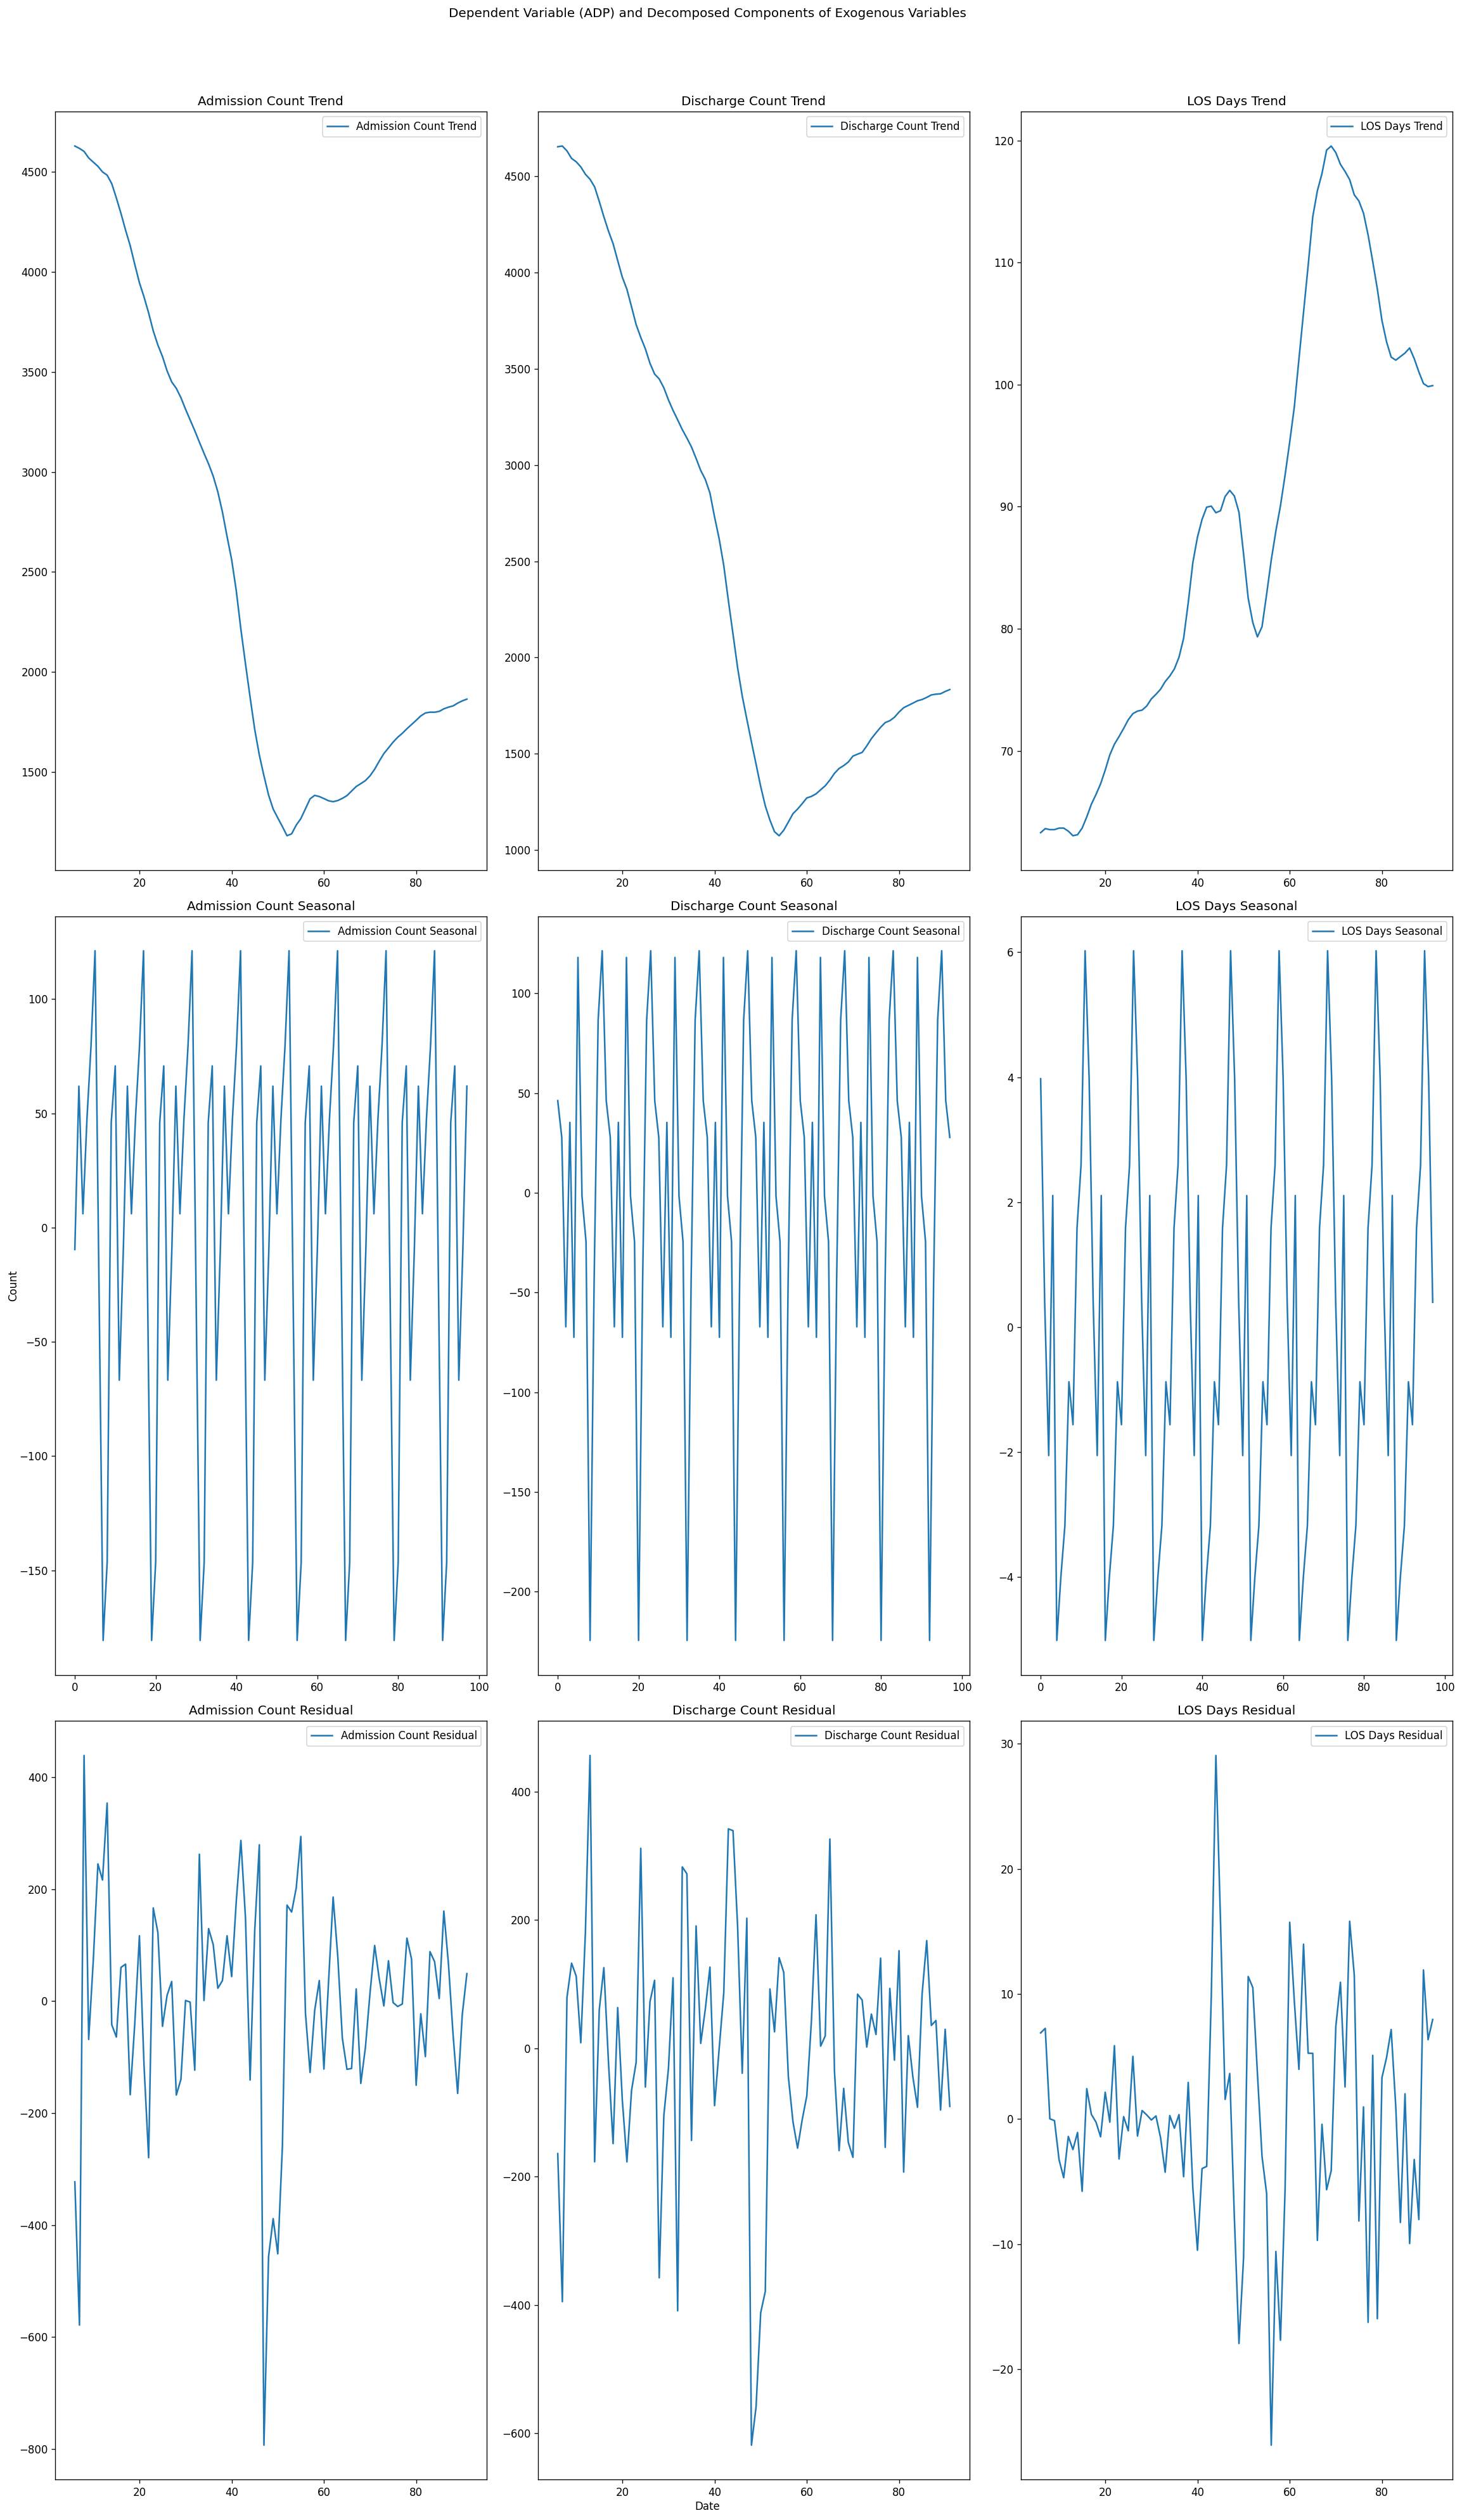 Dependent Variable (ADP) and Decomposed Components of Exogenous Variables
Admission Count Trend
Admission Count Trend
4500
4000
3500
3000
2500
2000
1500
20 40 60 80
Discharge Count Trend
Discharge Count Trend
4500
4000
3500
3000
2500
2000
1500
1000
20 40 60 80
LOS Days Trend
LOS Days Trend
120
110
100
90
80
70
20 40 60 80
Admission Count Seasonal
Admission Count Seasonal
Count
100
50
0
−50
−100
−150
0 20 40 60 80 100
Discharge Count Seasonal
Discharge Count Seasonal
100
50
0
−50
−100
−150
−200
0 20 40 60 80 100
LOS Days Seasonal
LOS Days Seasonal
6
4
2
0
−2
−4
0 20 40 60 80 100
Admission Count Residual
Admission Count Residual
400
200
0
−200
−400
−600
−800
20 40 60 80
Discharge Count Residual
Discharge Count Residual
400
200
0
−200
−400
−600
20 40 60 80
Date
LOS Days Residual
LOS Days Residual
30
20
10
0
−10
−20
20 40 60 80